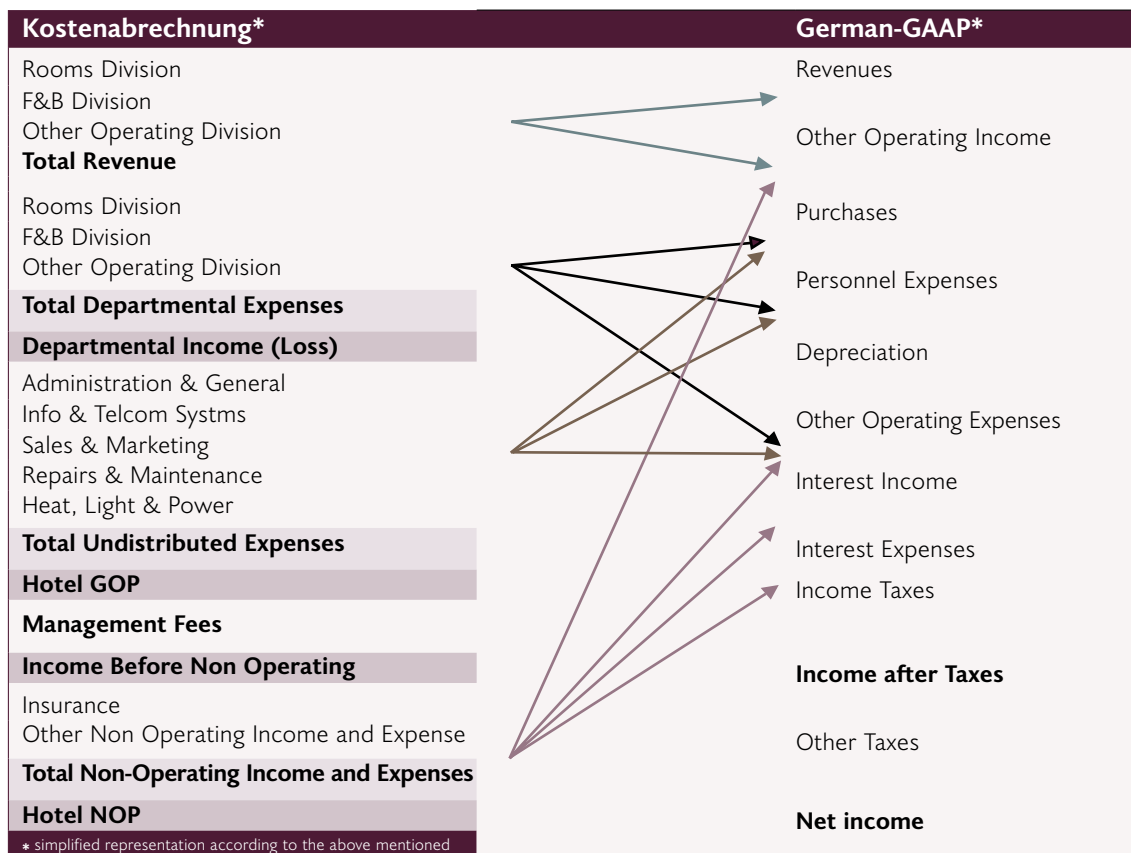 Kostenabrechnung*
Rooms Division
F&B Division
Other Operating Division
Total Revenue
Rooms Division
F&B Division
Other Operating Division
Total Departmental Expenses
Departmental Income (Loss)
Administration & General
Info & Telcom Systms
Sales & Marketing
Repairs & Maintenance
Heat, Light & Power
Total Undistributed Expenses
Hotel GOP
Management Fees
Income Before Non Operating
Insurance
Other Non Operating Income and Expense
Total Non-Operating Income and Expenses
Hotel NOP
* simplified representation according to the above mentioned
German-GAAP*
Revenues
Other Operating Income
Purchases
Personnel Expenses
Depreciation
Other Operating Expenses
Interest Income
Interest Expenses
Income Taxes
Income after Taxes
Other Taxes
Net income